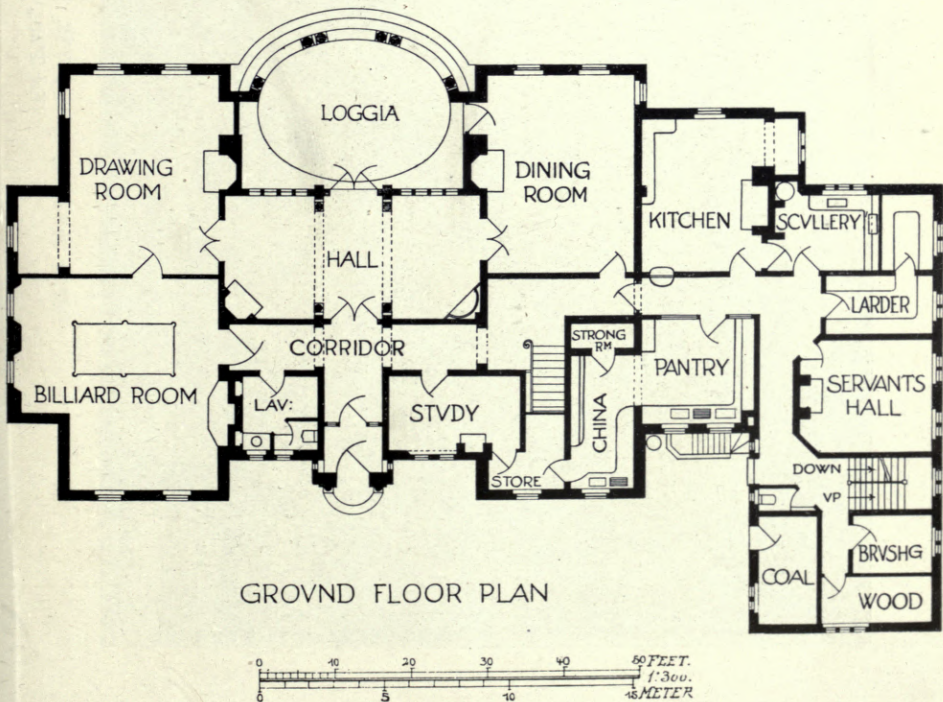 LOGGIA
DRAWING
ROOM
DINING
ROOM
KITCHEN
SCVLLERY
HALL
LARDER
CORRIDOR
STRONG
RM
PANTRY
BILLIARD ROOM
LAV:
STVDY
CHINA
SERVANTS
HALL
STORE
DOWN
VP
COAL
BRVSHG
WOOD
GROVND FLOOR PLAN
0 10 20 30 40 50 FEET.
1:300.
0 5 10 15 METER